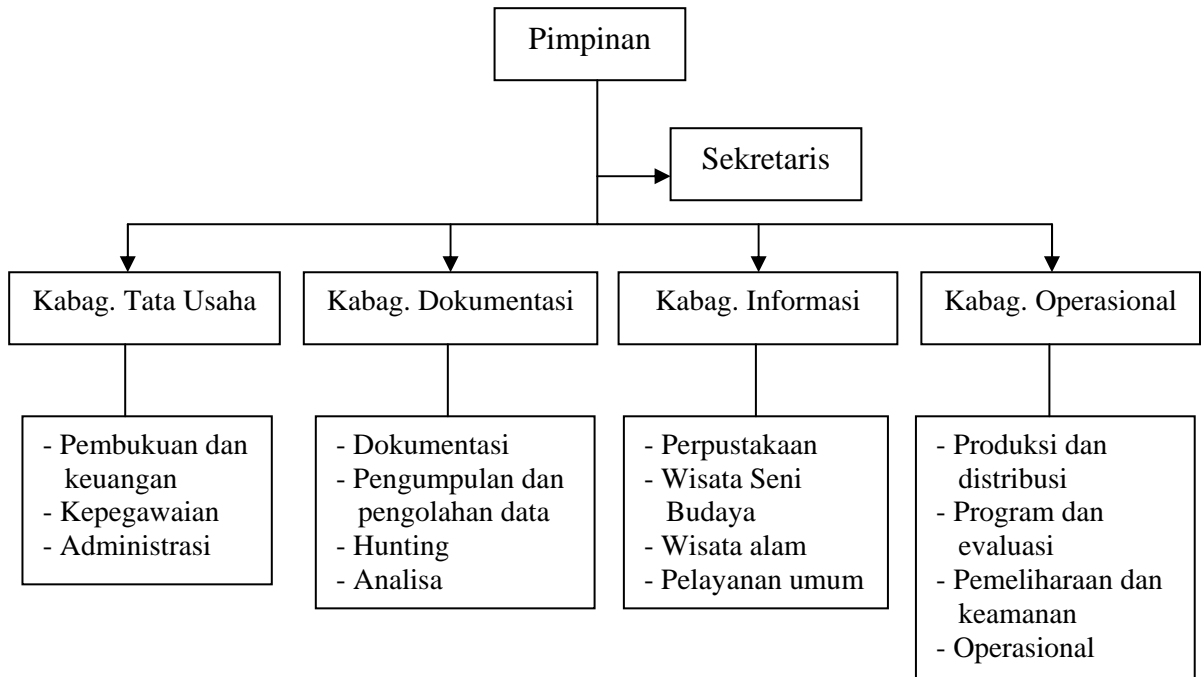 Pimpinan
Sekretaris
Kabag. Tata Usaha
Kabag. Dokumentasi
Kabag. Informasi
Kabag. Operasional
- Pembukuan dan
keuangan
- Kepegawaian
- Administrasi
- Dokumentasi
- Pengumpulan dan
pengolahan data
- Hunting
- Analisa
- Perpustakaan
- Wisata Seni
Budaya
- Wisata alam
- Pelayanan umum
- Produksi dan
distribusi
- Program dan
evaluasi
- Pemeliharaan dan
keamanan
- Operasional